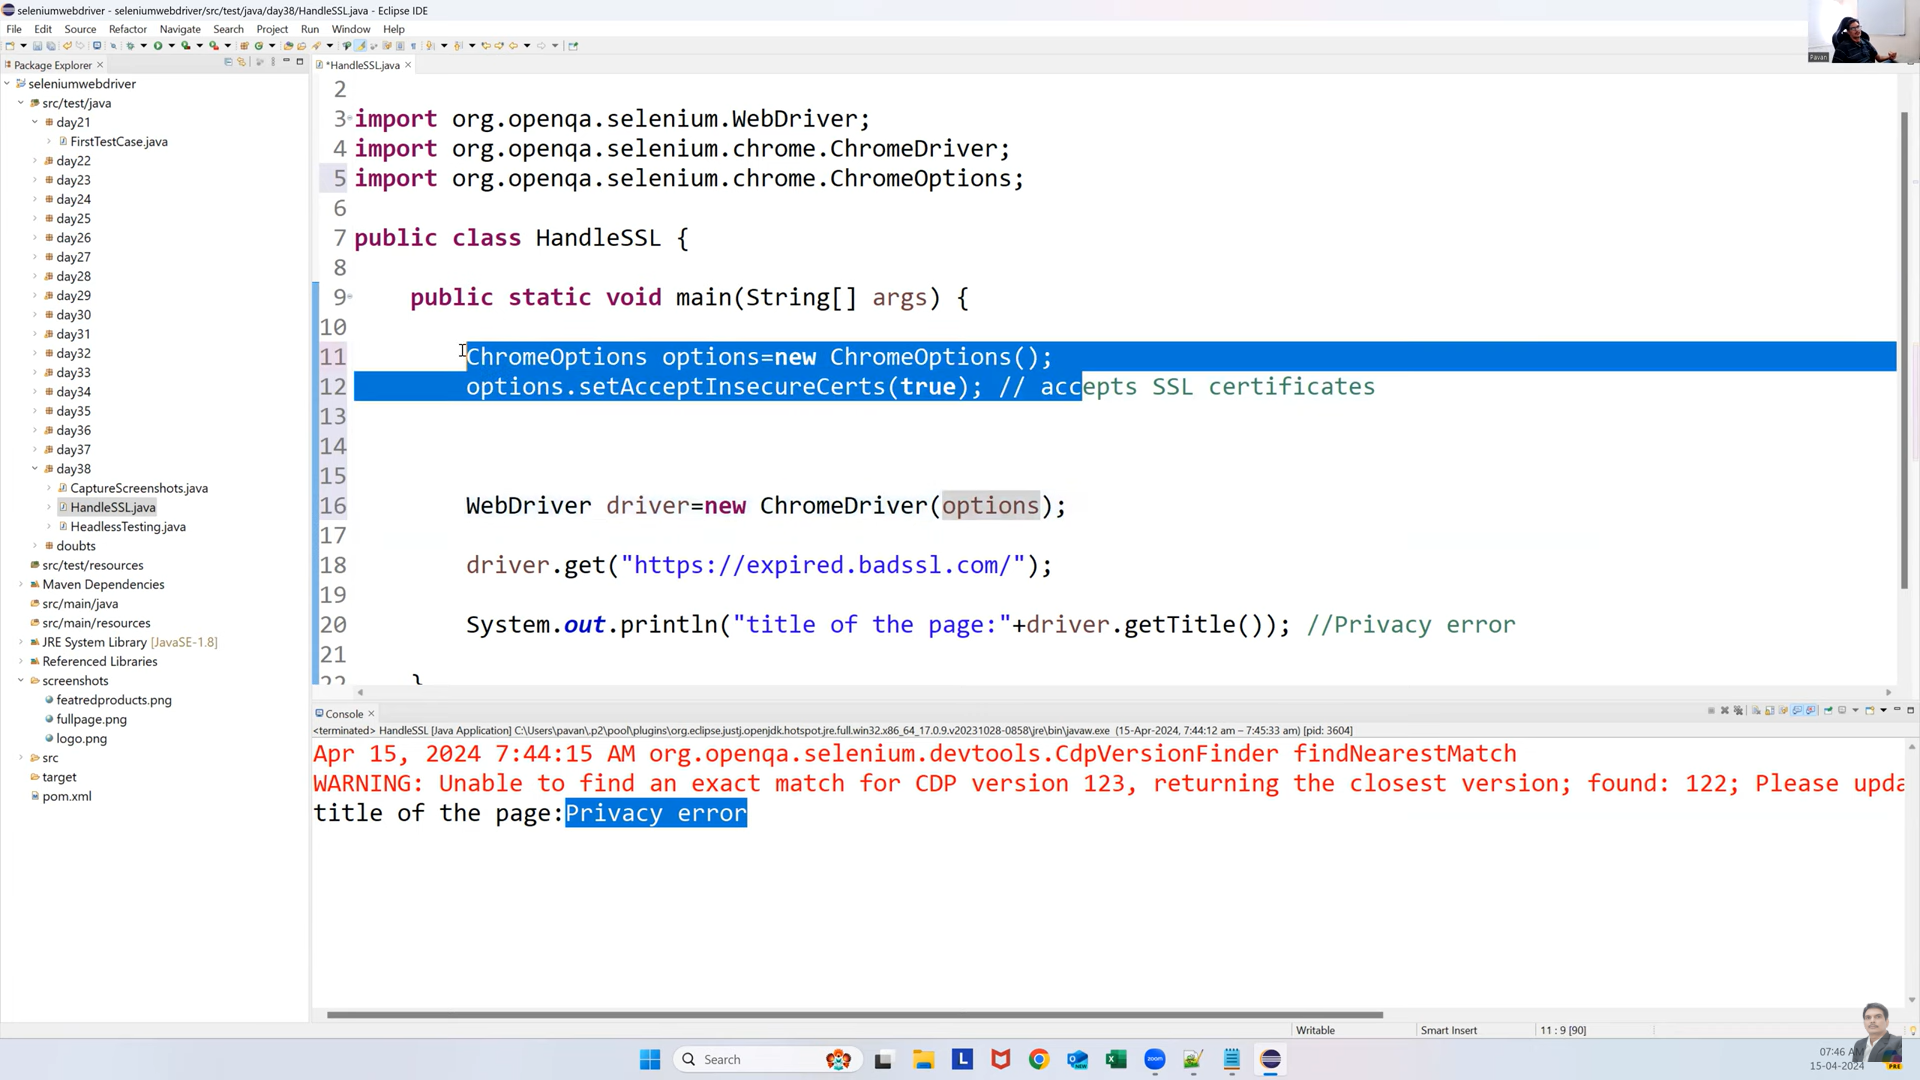 seleniumwebdriver - seleniumwebdriver/src/test/java/day38/HandleSSL.java - Eclipse IDE
File Edit Source Refactor Navigate Search Project Run Window Help
Package Explorer
*HandleSSL.java
Pavan
seleniumwebdriver
src/test/java
day21
FirstTestCase.java
day22
day23
day24
day25
day26
day27
day28
day29
day30
day31
day32
day33
day34
day35
day36
day37
day38
CaptureScreenshots.java
HandleSSL.java
HeadlessTesting.java
doubts
src/test/resources
Maven Dependencies
src/main/java
src/main/resources
JRE System Library [JavaSE-1.8]
Referenced Libraries
screenshots
featredproducts.png
fullpage.png
logo.png
src
target
pom.xml
2
3 import org.openqa.selenium.WebDriver;
4 import org.openqa.selenium.chrome.ChromeDriver;
5 import org.openqa.selenium.chrome.ChromeOptions;
6
7 public class HandleSSL {
8
9 public static void main(String[] args) {
10
11 ChromeOptions options=new ChromeOptions();
12 options.setAcceptInsecureCerts(true); // accepts SSL certificates
13
14
15
16 WebDriver driver=new ChromeDriver(options);
17
18 driver.get("https://expired.badssl.com/");
19
20 System.out.println("title of the page:"+driver.getTitle()); //Privacy error
21
22 }
Console
<terminated> HandleSSL [Java Application] C:\Users\pavan\.p2\pool\plugins\org.eclipse.justj.openjdk.hotspot.jre.full.win32.x86_64_17.0.9.v20231028-0858\jre\bin\javaw.exe (15-Apr-2024, 7:44:12 am – 7:45:33 am) [pid: 3604]
Apr 15, 2024 7:44:15 AM org.openqa.selenium.devtools.CdpVersionFinder findNearestMatch
WARNING: Unable to find an exact match for CDP version 123, returning the closest version; found: 122; Please upda
title of the page:Privacy error
Writable Smart Insert 11 : 9 [90]
Search
07:46 AM
15-04-2024